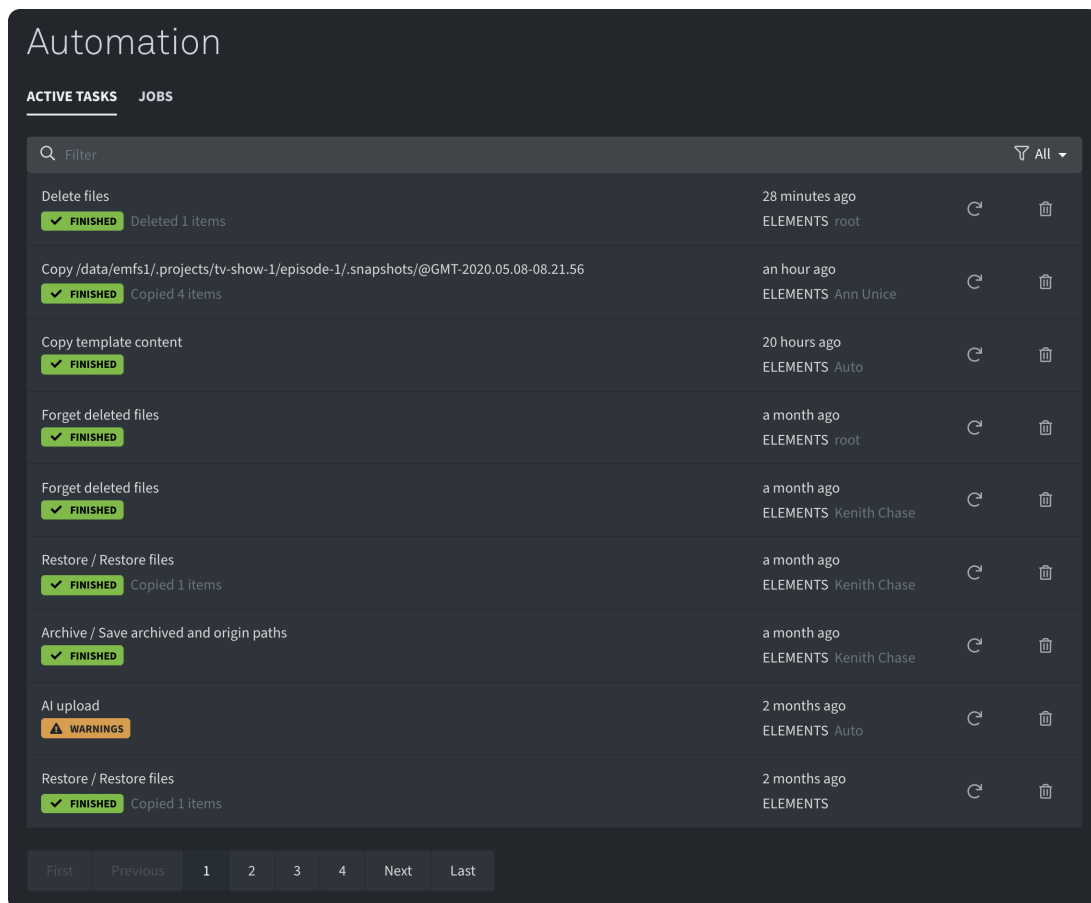 Automation
ACTIVE TASKS JOBS
Filter All
Delete files 28 minutes ago
FINISHED Deleted 1 items ELEMENTS root
Copy /data/emfs1/.projects/tv-show-1/episode-1/.snapshots/@GMT-2020.05.08-08.21.56 an hour ago
FINISHED Copied 4 items ELEMENTS Ann Unice
Copy template content 20 hours ago
FINISHED ELEMENTS Auto
Forget deleted files a month ago
FINISHED ELEMENTS root
Forget deleted files a month ago
FINISHED ELEMENTS Kenith Chase
Restore / Restore files a month ago
FINISHED Copied 1 items ELEMENTS Kenith Chase
Archive / Save archived and origin paths a month ago
FINISHED ELEMENTS Kenith Chase
AI upload 2 months ago
WARNINGS ELEMENTS Auto
Restore / Restore files 2 months ago
FINISHED Copied 1 items ELEMENTS
First Previous 1 2 3 4 Next Last